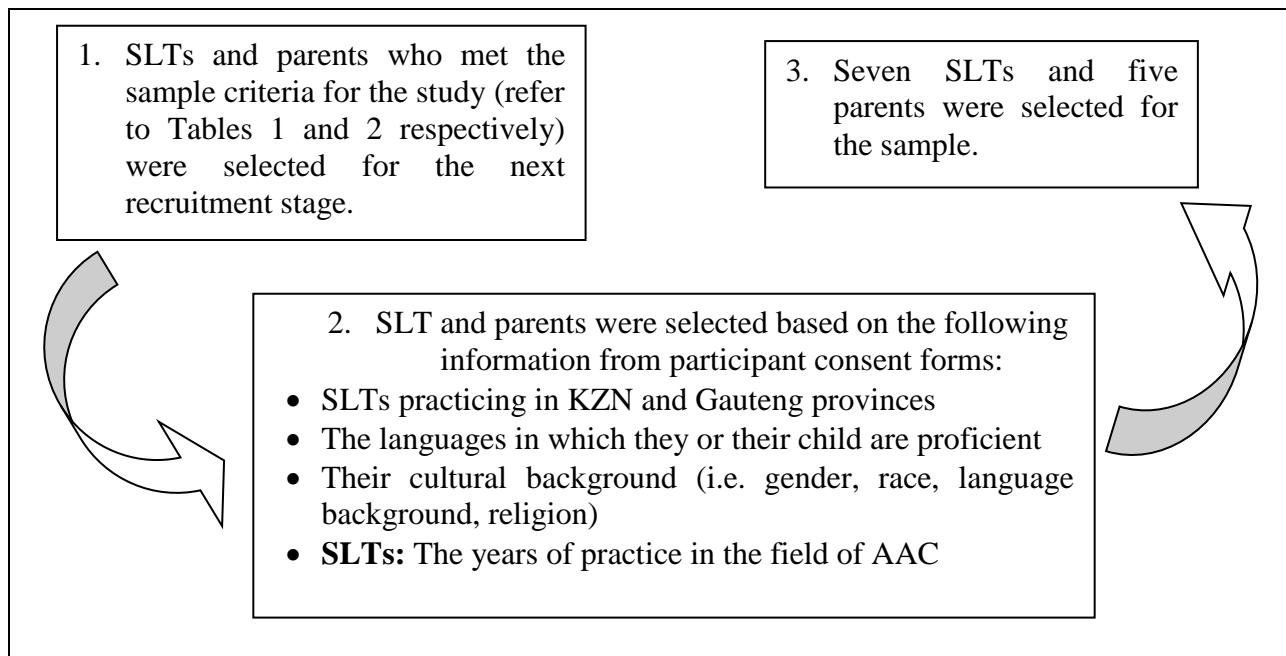 1. SLTs and parents who met the
sample criteria for the study (refer
to Tables 1 and 2 respectively)
were selected for the next
recruitment stage.
2. SLT and parents were selected based on the following
information from participant consent forms:
• SLTs practicing in KZN and Gauteng provinces
• The languages in which they or their child are proficient
• Their cultural background (i.e. gender, race, language
background, religion)
• SLTs: The years of practice in the field of AAC
3. Seven SLTs and five
parents were selected for
the sample.